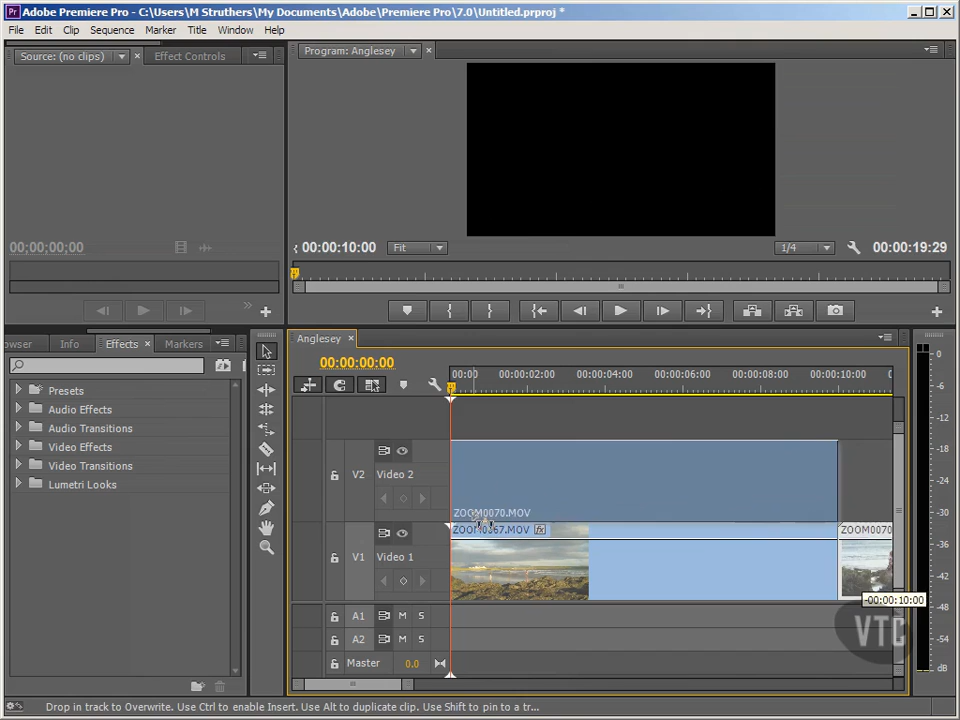 Adobe Premiere Pro - C:\Users\M Struthers\My Documents\Adobe\Premiere Pro\7.0\Untitled.prproj *
File Edit Clip Sequence Marker Title Window Help
Source: (no clips) Effect Controls
Program: Anglesey
00;00;00;00
00:00:10:00 Fit 1/4 00:00:19:29
owser Info Effects Markers
Presets
Audio Effects
Audio Transitions
Video Effects
Video Transitions
Lumetri Looks
Anglesey
00:00:00:00
00:00 00:00:02:00 00:00:04:00 00:00:06:00 00:00:08:00 00:00:10:00
V2 Video 2
ZOOM0070.MOV
ZOOM0067.MOV fx ZOOM0070
V1 Video 1
-00:00:10:00
A1 M S
A2 M S
Master 0.0
0
-6
-12
-18
-24
-30
-36
-42
-48
-54
dB
VTC
Drop in track to Overwrite. Use Ctrl to enable Insert. Use Alt to duplicate clip. Use Shift to pin a tr...